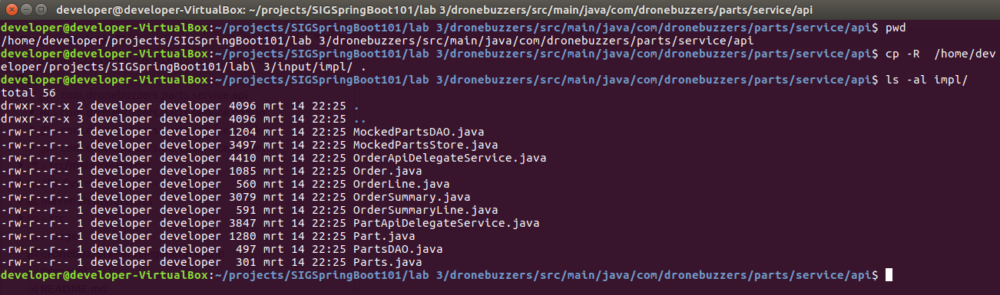 developer@developer-VirtualBox: ~/projects/SIGSpringBoot101/lab 3/dronebuzzers/src/main/java/com/dronebuzzers/parts/service/api
developer@developer-VirtualBox:~/projects/SIGSpringBoot101/lab 3/dronebuzzers/src/main/java/com/dronebuzzers/parts/service/api$ pwd
/home/developer/projects/SIGSpringBoot101/lab 3/dronebuzzers/src/main/java/com/dronebuzzers/parts/service/api
developer@developer-VirtualBox:~/projects/SIGSpringBoot101/lab 3/dronebuzzers/src/main/java/com/dronebuzzers/parts/service/api$ cp -R  /home/dev
eloper/projects/SIGSpringBoot101/lab\ 3/input/impl/ .
developer@developer-VirtualBox:~/projects/SIGSpringBoot101/lab 3/dronebuzzers/src/main/java/com/dronebuzzers/parts/service/api$ ls -al impl/
total 56
drwxr-xr-x 2 developer developer 4096 mrt 14 22:25 .
drwxr-xr-x 3 developer developer 4096 mrt 14 22:25 ..
-rw-r--r-- 1 developer developer 1204 mrt 14 22:25 MockedPartsDAO.java
-rw-r--r-- 1 developer developer 3497 mrt 14 22:25 MockedPartsStore.java
-rw-r--r-- 1 developer developer 4410 mrt 14 22:25 OrderApiDelegateService.java
-rw-r--r-- 1 developer developer 1085 mrt 14 22:25 Order.java
-rw-r--r-- 1 developer developer  560 mrt 14 22:25 OrderLine.java
-rw-r--r-- 1 developer developer 3079 mrt 14 22:25 OrderSummary.java
-rw-r--r-- 1 developer developer  591 mrt 14 22:25 OrderSummaryLine.java
-rw-r--r-- 1 developer developer 3847 mrt 14 22:25 PartApiDelegateService.java
-rw-r--r-- 1 developer developer 1280 mrt 14 22:25 Part.java
-rw-r--r-- 1 developer developer  497 mrt 14 22:25 PartsDAO.java
-rw-r--r-- 1 developer developer  301 mrt 14 22:25 Parts.java
developer@developer-VirtualBox:~/projects/SIGSpringBoot101/lab 3/dronebuzzers/src/main/java/com/dronebuzzers/parts/service/api$
README.md